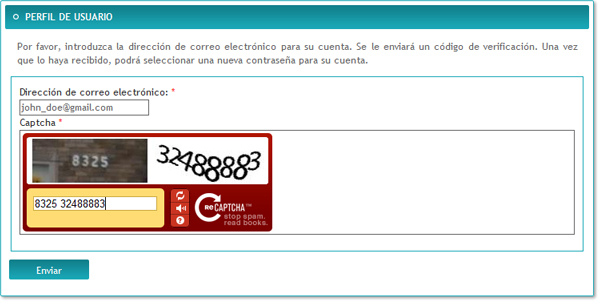 PERFIL DE USUARIO
Por favor, introduzca la dirección de correo electrónico para su cuenta. Se le enviará un código de verificación. Una vez
que lo haya recibido, podrá seleccionar una nueva contraseña para su cuenta.
Dirección de correo electrónico: *
john_doe@gmail.com
Captcha *
8325 32488883
8325 32488883
reCAPTCHA™
stop spam.
read books.
Enviar